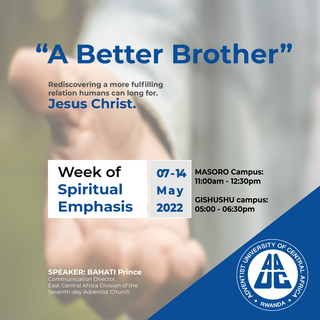 “A Better Brother”
Rediscovering a more fulfilling
relation humans can long for.
Jesus Christ.
Week of
Spiritual
Emphasis
07-14
May
2022
MASORO Campus:
11:00am - 12:30pm
GISHUSHU campus:
05:00 - 06:30pm
SPEAKER: BAHATI Prince
Communication Director,
East-Central Africa Division of the
Seventh-day Adventist Church
ADVENTIST UNIVERSITY OF CENTRAL AFRICA
AUCA
RWANDA